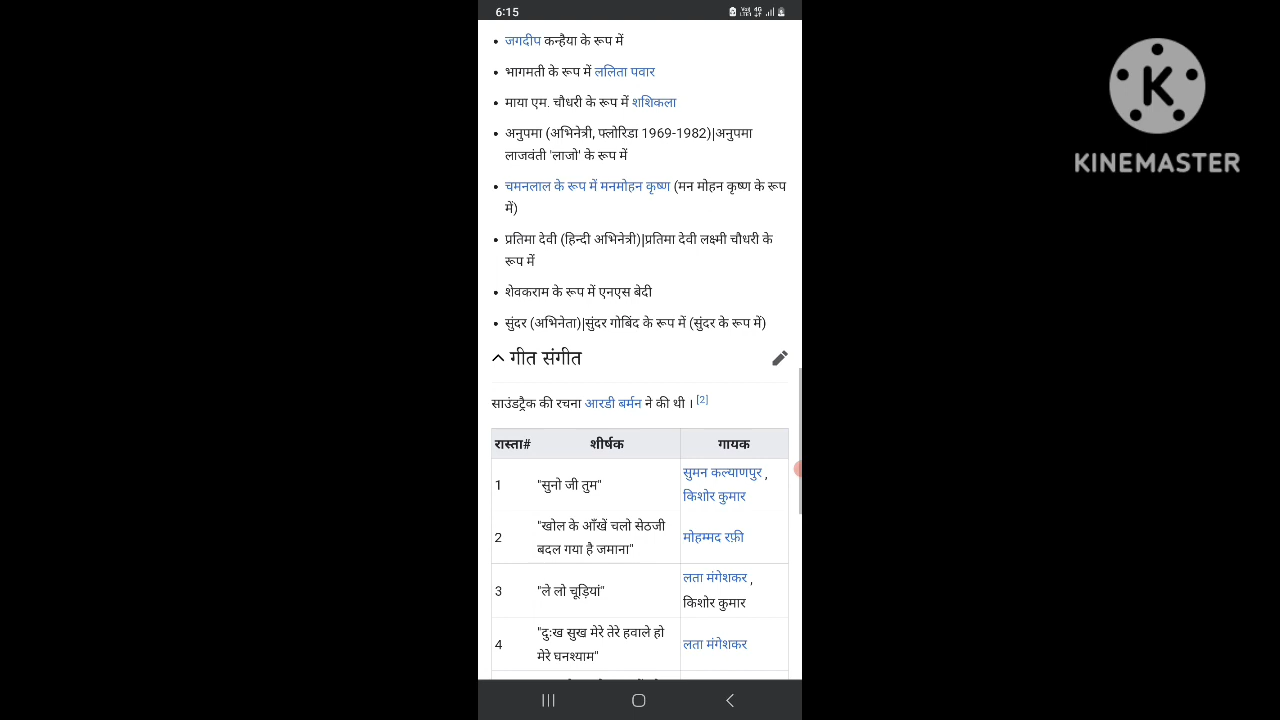 6:15
जगदीप कन्हैया के रूप में
भागमती के रूप में ललिता पवार
माया एम. चौधरी के रूप में शशिकला
अनुपमा (अभिनेत्री, फ्लोरिडा 1969-1982)|अनुपमा
लाजवंती 'लाजो' के रूप में
चमनलाल के रूप में मनमोहन कृष्ण (मन मोहन कृष्ण के रूप
में)
प्रतिमा देवी (हिन्दी अभिनेत्री)|प्रतिमा देवी लक्ष्मी चौधरी के
रूप में
शेवकराम के रूप में एनएस बेदी
सुंदर (अभिनेता)|सुंदर गोबिंद के रूप में (सुंदर के रूप में)
गीत संगीत
साउंडट्रैक की रचना आरडी बर्मन ने की थी । [2]
रास्ता# शीर्षक गायक
1 "सुनो जी तुम" सुमन कल्याणपुर , किशोर कुमार
2 "खोल के आँखें चलो सेठजी
बदल गया है जमाना" मोहम्मद रफ़ी
3 "ले लो चूड़ियां" लता मंगेशकर , किशोर कुमार
4 "दुःख सुख मेरे तेरे हवाले हो
मेरे घनश्याम" लता मंगेशकर
K
KINEMASTER